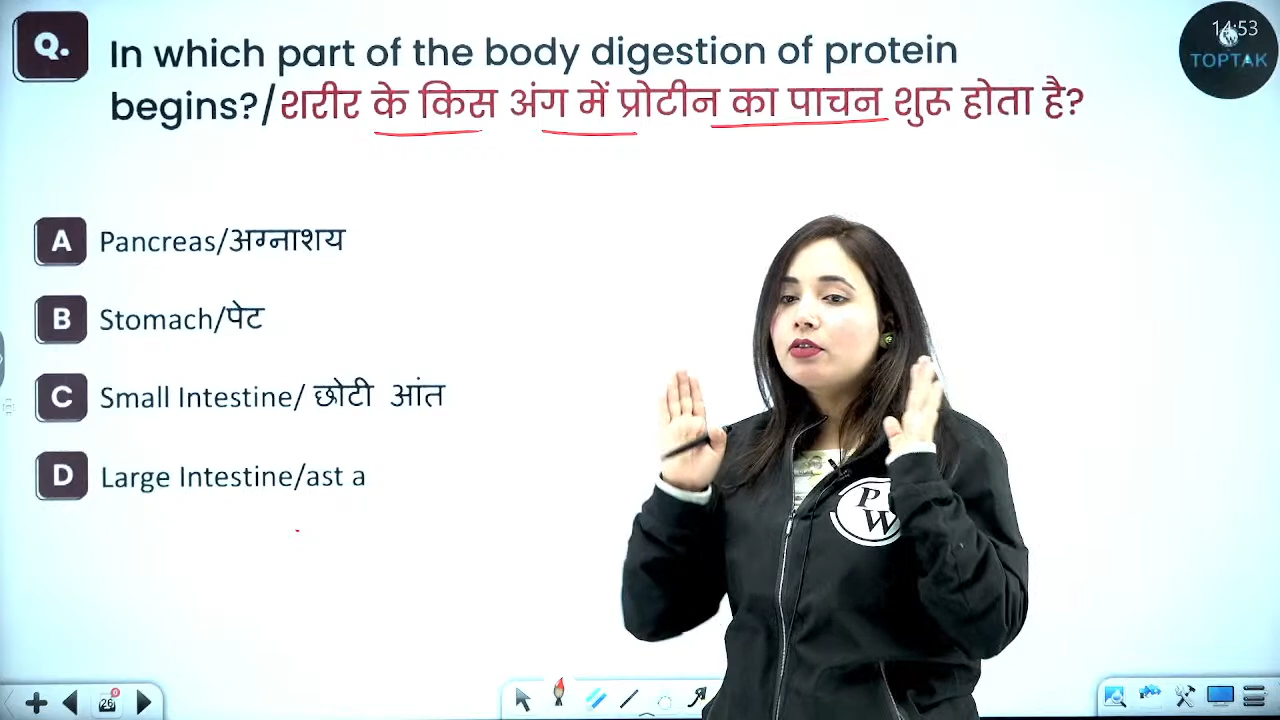 Q.
In which part of the body digestion of protein
begins?/शरीर के किस अंग में प्रोटीन का पाचन शुरू होता है?
14:53
TOPTAK
A Pancreas/अग्नाशय
B Stomach/पेट
C Small Intestine/ छोटी आंत
D Large Intestine/ast a
P
W
26